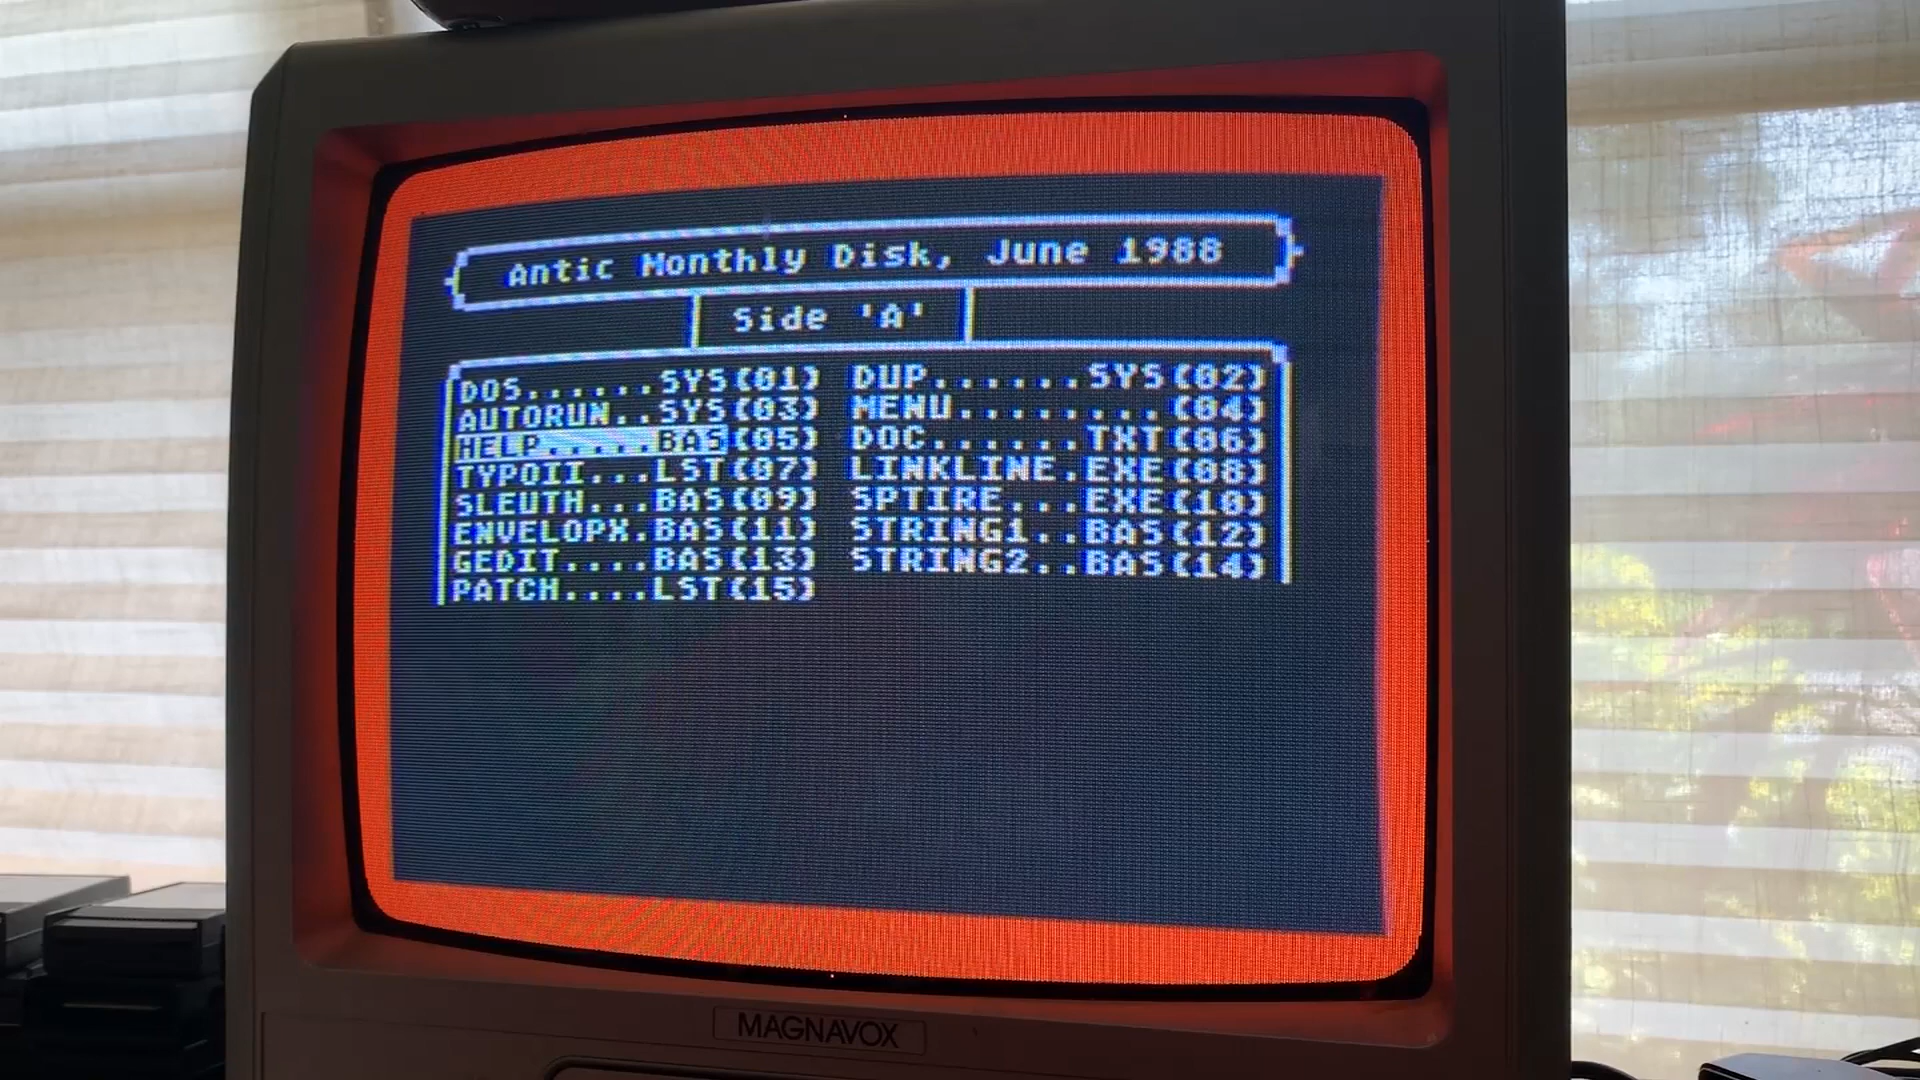 Antic Monthly Disk, June 1988
Side 'A'
DOS......SYS(01) DUP.......SYS(02)
AUTORUN..SYS(03) MENU.........(04)
HELP.....BAS(05) DOC.......TXT(06)
TYPOII...LST(07) LINKLINE.EXE(08)
SLEUTH...BAS(09) SPTIRE...EXE(10)
ENVELOPX.BAS(11) STRING1..BAS(12)
GEDIT....BAS(13) STRING2..BAS(14)
PATCH....LST(15)
MAGNAVOX